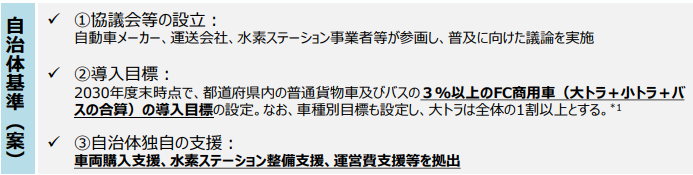 自治体基準（案）
✓ ①協議会等の設立：
自動車メーカー、運送会社、水素ステーション事業者等が参画し、普及に向けた議論を実施
✓ ②導入目標：
2030年度末時点で、都道府県内の普通貨物車及びバスの３％以上のFC商用車（大トラ＋小トラ＋バ
スの合算）の導入目標の設定。なお、車種別目標も設定し、大トラは全体の1割以上とする。*1
✓ ③自治体独自の支援：
車両購入支援、水素ステーション整備支援、運営費支援等を拠出